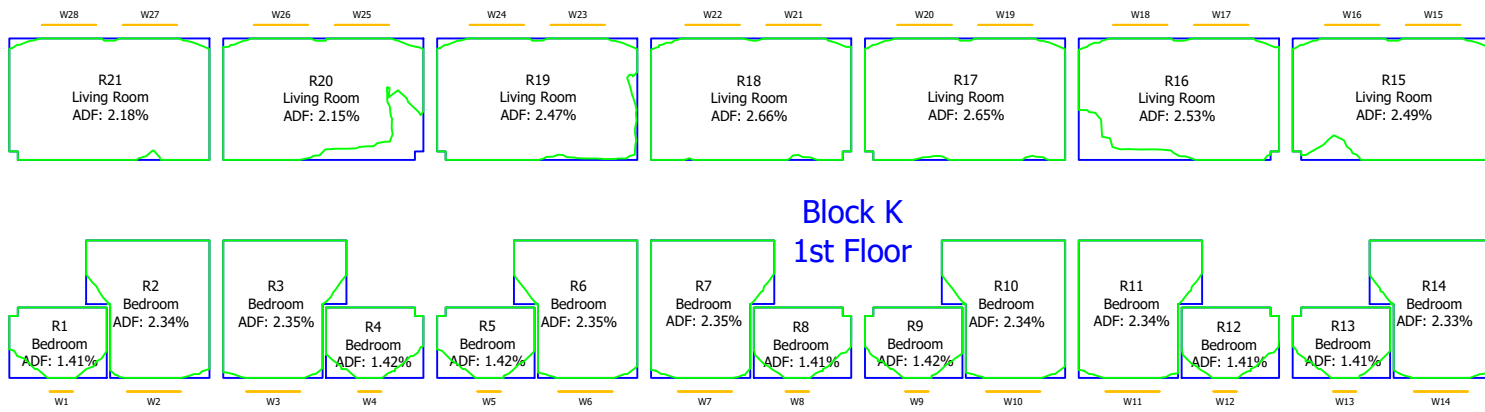 W28 W27 W26 W25 W24 W23 W22 W21 W20 W19 W18 W17 W16 W15
R21
Living Room
ADF: 2.18%
R20
Living Room
ADF: 2.15%
R19
Living Room
ADF: 2.47%
R18
Living Room
ADF: 2.66%
R17
Living Room
ADF: 2.65%
R16
Living Room
ADF: 2.53%
R15
Living Room
ADF: 2.49%
Block K
1st Floor
R1
Bedroom
ADF: 1.41%
R2
Bedroom
ADF: 2.34%
R3
Bedroom
ADF: 2.35%
R4
Bedroom
ADF: 1.42%
R5
Bedroom
ADF: 1.42%
R6
Bedroom
ADF: 2.35%
R7
Bedroom
ADF: 2.35%
R8
Bedroom
ADF: 1.41%
R9
Bedroom
ADF: 1.42%
R10
Bedroom
ADF: 2.34%
R11
Bedroom
ADF: 2.34%
R12
Bedroom
ADF: 1.41%
R13
Bedroom
ADF: 1.41%
R14
Bedroom
ADF: 2.33%
W1 W2 W3 W4 W5 W6 W7 W8 W9 W10 W11 W12 W13 W14